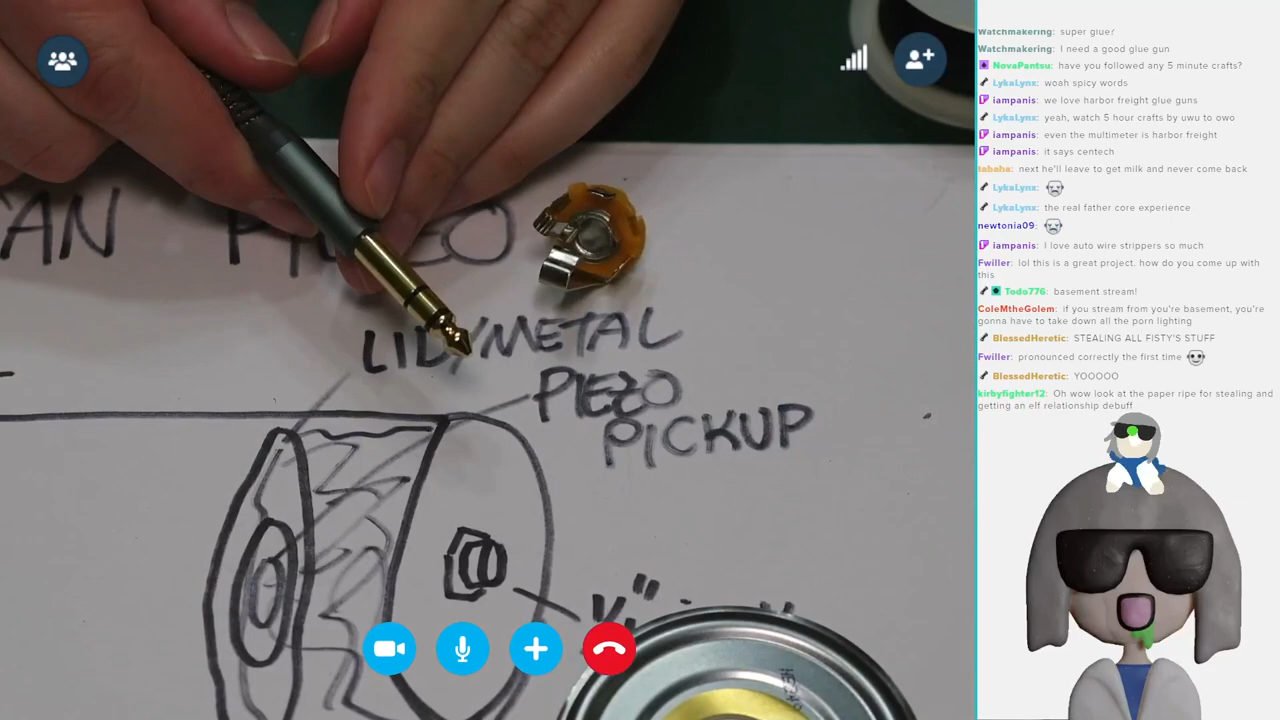 CAN PIEZO
LID/METAL
PIEZO
PICKUP
1/4"
Watchmakering: super glue?
Watchmakering: I need a good glue gun
NovaPantsu: have you followed any 5 minute crafts?
LykaLynx: woah spicy words
iampanis: we love harbor freight glue guns
LykaLynx: yeah, watch 5 hour crafts by uwu to owo
iampanis: even the multimeter is harbor freight
iampanis: it says centech
tabaha: next he'll leave to get milk and never come back
LykaLynx:
LykaLynx: the real father core experience
newtonia09:
iampanis: I love auto wire strippers so much
Fwiller: lol this is a great project. how do you come up with
this
Todo776: basement stream!
ColeMtheGolem: if you stream from you're basement, you're
gonna have to take down all the porn lighting
BlessedHeretic: STEALING ALL FISTY'S STUFF
Fwiller: pronounced correctly the first time
BlessedHeretic: YOOOOO
kirbyfighter12: Oh wow look at the paper ripe for stealing and
getting an elf relationship debuff